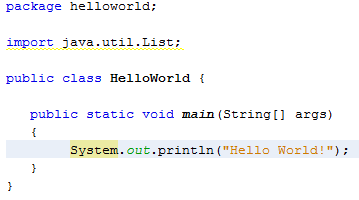 package helloworld;
import java.util.List;
public class HelloWorld {
public static void main(String[] args)
{
System.out.println("Hello World!");
}
}